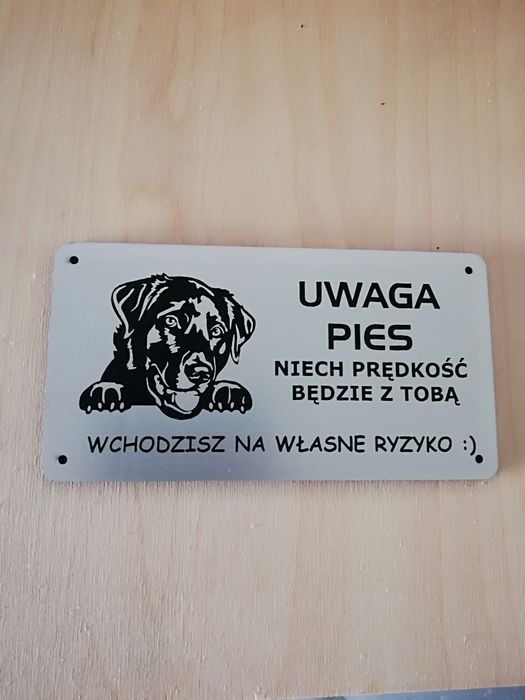 UWAGA
PIES
NIECH PRĘDKOŚĆ
BĘDZIE Z TOBĄ
WCHODZISZ NA WŁASNE RYZYKO :)